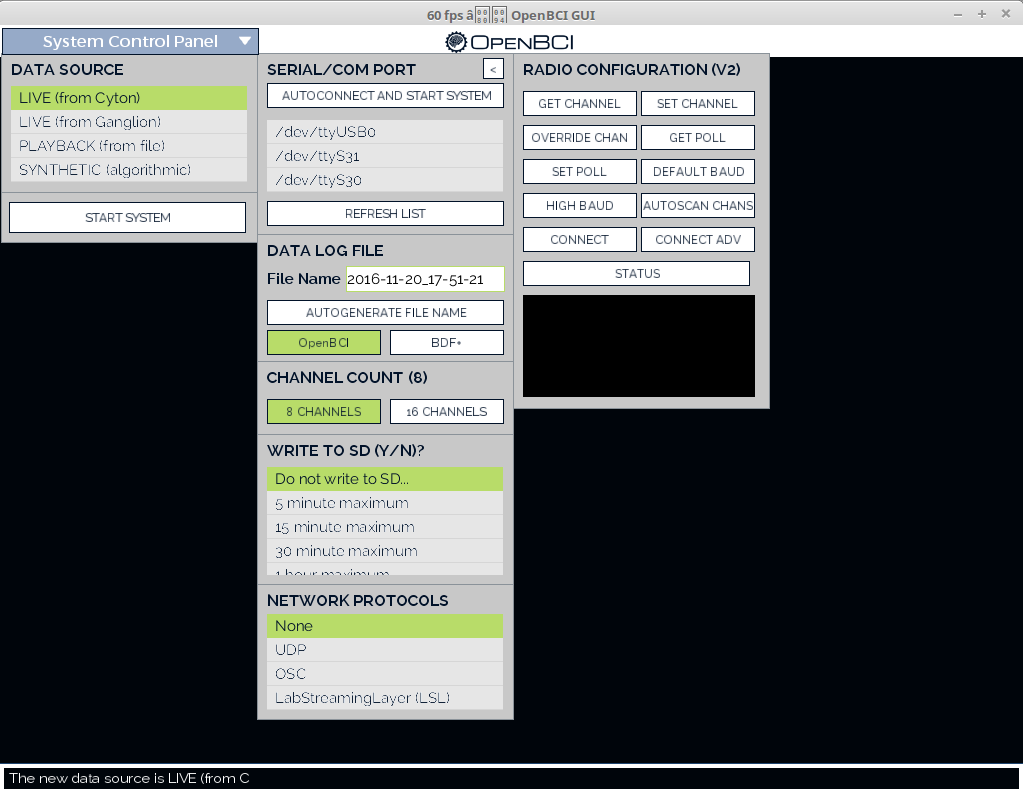 60 fps â OpenBCI GUI
System Control Panel
OPENBCI
DATA SOURCE
LIVE (from Cyton)
LIVE (from Ganglion)
PLAYBACK (from file)
SYNTHETIC (algorithmic)
START SYSTEM
SERIAL/COM PORT
<
AUTOCONNECT AND START SYSTEM
/dev/ttyUSB0
/dev/ttyS31
/dev/ttyS30
REFRESH LIST
DATA LOG FILE
File Name 2016-11-20_17-51-21
AUTOGENERATE FILE NAME
OpenBCI BDF+
CHANNEL COUNT (8)
8 CHANNELS 16 CHANNELS
WRITE TO SD (Y/N)?
Do not write to SD...
5 minute maximum
15 minute maximum
30 minute maximum
1 hour maximum
NETWORK PROTOCOLS
None
UDP
OSC
LabStreamingLayer (LSL)
RADIO CONFIGURATION (V2)
GET CHANNEL SET CHANNEL
OVERRIDE CHAN GET POLL
SET POLL DEFAULT BAUD
HIGH BAUD AUTOSCAN CHANS
CONNECT CONNECT ADV
STATUS
The new data source is LIVE (from C